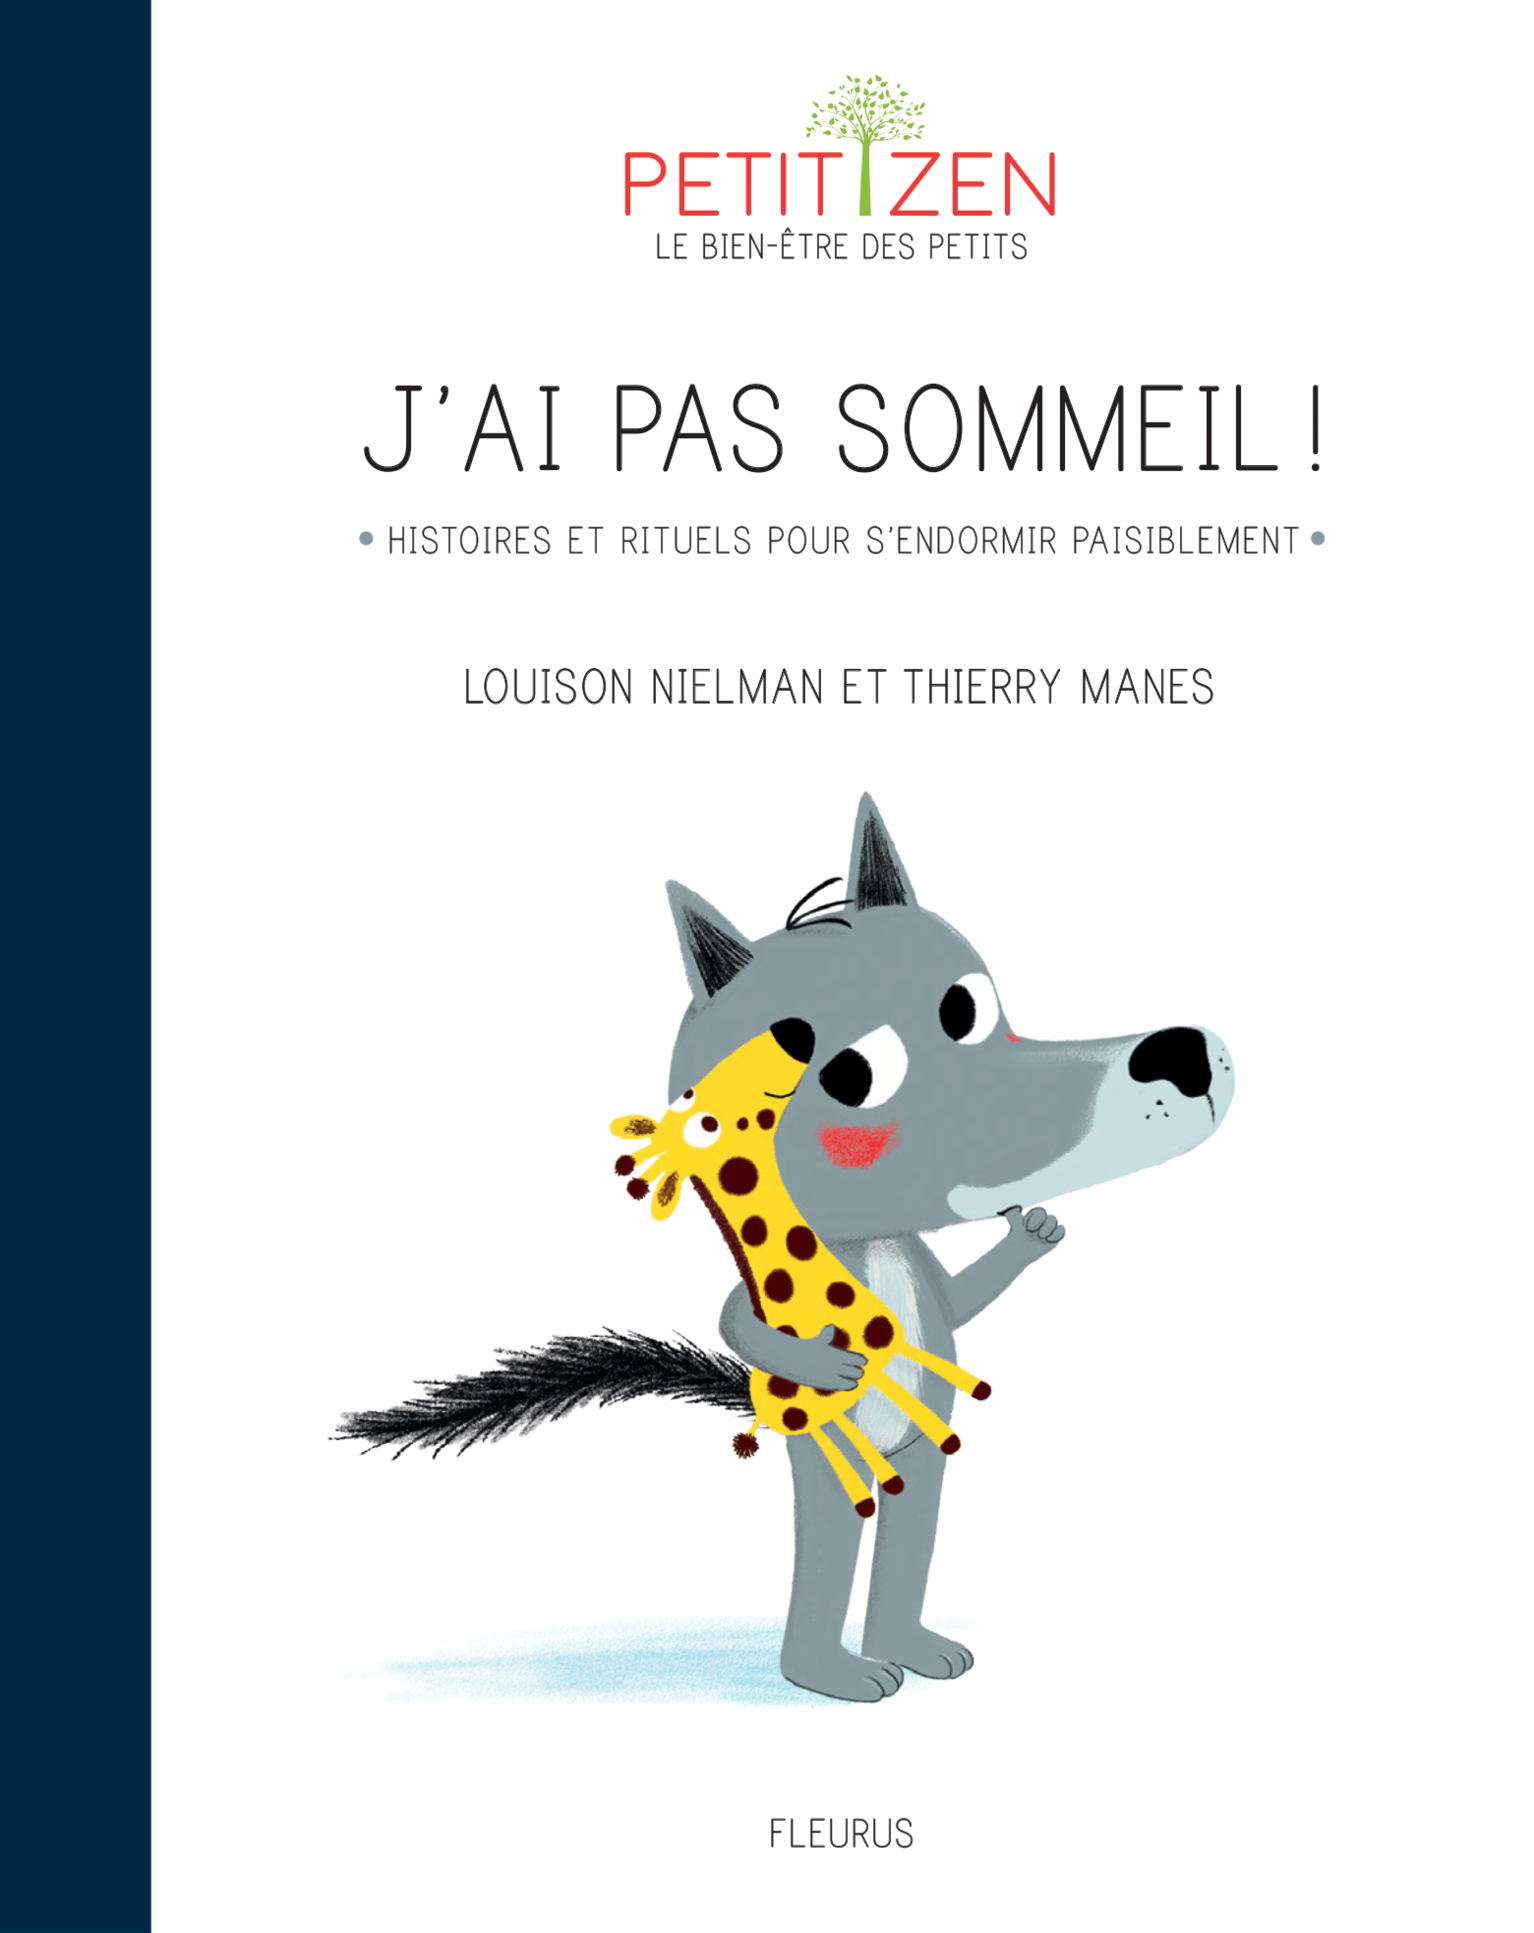 PETIT ZEN
LE BIEN-ÊTRE DES PETITS
J'AI PAS SOMMEIL !
• HISTOIRES ET RITUELS POUR S'ENDORMIR PAISIBLEMENT •
LOUISON NIELMAN ET THIERRY MANES
FLEURUS